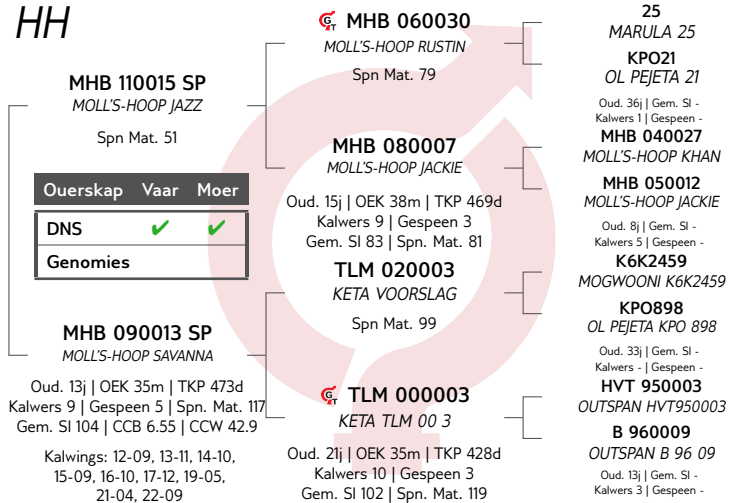 HH
MHB 110015 SP
MOLL'S-HOOP JAZZ
Spn Mat. 51
Ouerskap Vaar Moer
DNS ✔ ✔
Genomies
MHB 090013 SP
MOLL'S-HOOP SAVANNA
Oud. 13j | OEK 35m | TKP 473d
Kalwers 9 | Gespeen 5 | Spn. Mat. 117
Gem. SI 104 | CCB 6.55 | CCW 42.9
Kalwings: 12-09, 13-11, 14-10,
15-09, 16-10, 17-12, 19-05,
21-04, 22-09
GT MHB 060030
MOLL'S-HOOP RUSTIN
Spn Mat. 79
MHB 080007
MOLL'S-HOOP JACKIE
Oud. 15j | OEK 38m | TKP 469d
Kalwers 9 | Gespeen 3
Gem. SI 83 | Spn. Mat. 81
TLM 020003
KETA VOORSLAG
Spn Mat. 99
GT TLM 000003
KETA TLM 00 3
Oud. 21j | OEK 35m | TKP 428d
Kalwers 10 | Gespeen 3
Gem. SI 102 | Spn. Mat. 119
25
MARULA 25
KPO21
OL PEJETA 21
Oud. 36j | Gem. SI -
Kalwers 1 | Gespeen -
MHB 040027
MOLL'S-HOOP KHAN
MHB 050012
MOLL'S-HOOP JACKIE
Oud. 8j | Gem. SI -
Kalwers 5 | Gespeen -
K6K2459
MOGWOONI K6K2459
KPO898
OL PEJETA KPO 898
Oud. 33j | Gem. SI -
Kalwers - | Gespeen -
HVT 950003
OUTSPAN HVT950003
B 960009
OUTSPAN B 96 09
Oud. 13j | Gem. SI -
Kalwers 3 | Gespeen -